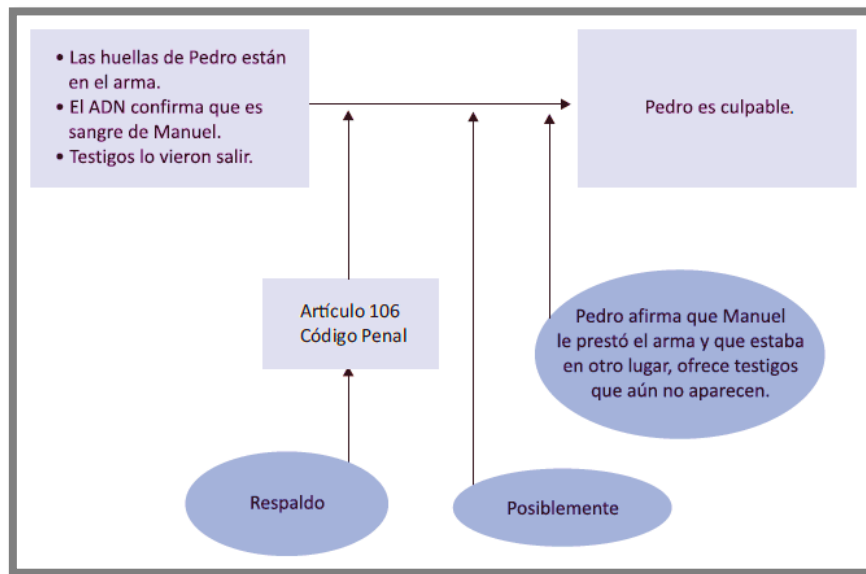 • Las huellas de Pedro están
en el arma.
• El ADN confirma que es
sangre de Manuel.
• Testigos lo vieron salir.
Pedro es culpable.
Artículo 106
Código Penal
Pedro afirma que Manuel
le prestó el arma y que estaba
en otro lugar, ofrece testigos
que aún no aparecen.
Respaldo
Posiblemente